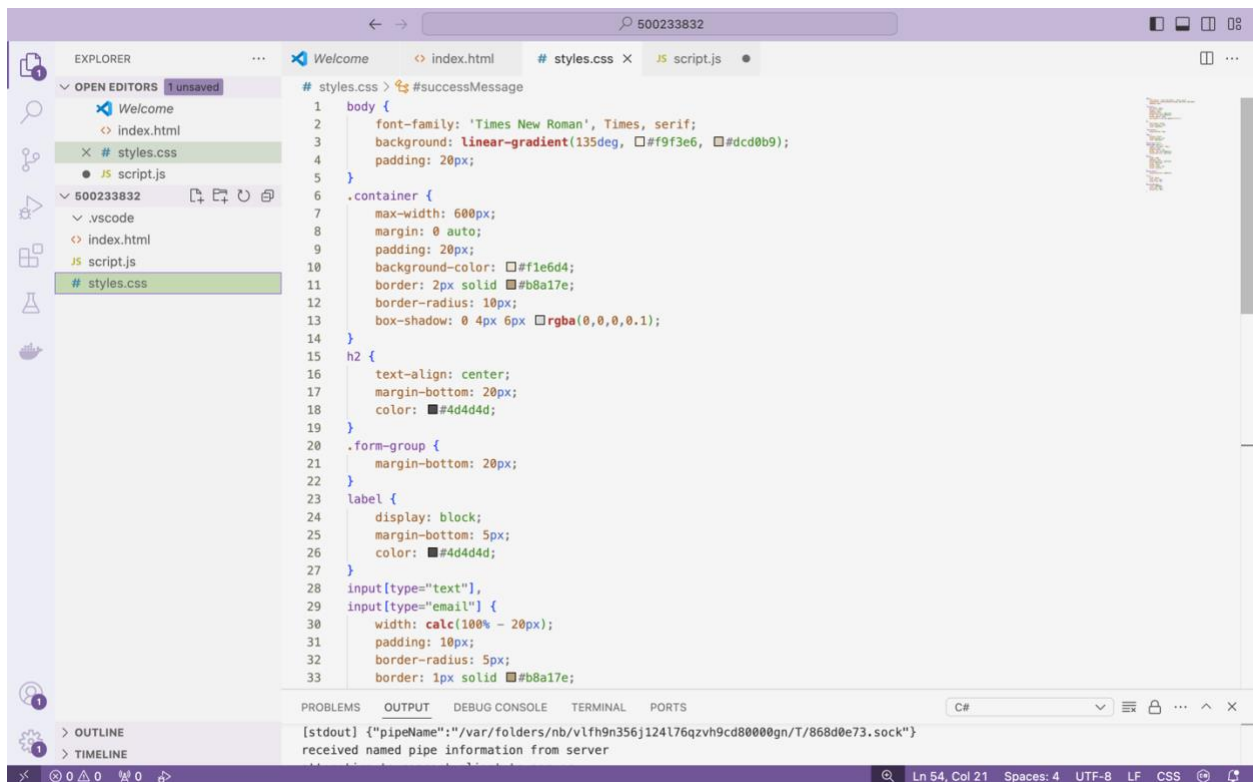 500233832
EXPLORER
OPEN EDITORS 1 unsaved
Welcome
index.html
# styles.css
JS script.js
500233832
.vscode
index.html
JS script.js
# styles.css
OUTLINE
TIMELINE
Welcome
index.html
# styles.css
JS script.js
# styles.css > #successMessage
1 body {
2 font-family: 'Times New Roman', Times, serif;
3 background: linear-gradient(135deg, #f9f3e6, #dcd0b9);
4 padding: 20px;
5 }
6 .container {
7 max-width: 600px;
8 margin: 0 auto;
9 padding: 20px;
10 background-color: #f1e6d4;
11 border: 2px solid #b8a17e;
12 border-radius: 10px;
13 box-shadow: 0 4px 6px rgba(0,0,0,0.1);
14 }
15 h2 {
16 text-align: center;
17 margin-bottom: 20px;
18 color: #4d4d4d;
19 }
20 .form-group {
21 margin-bottom: 20px;
22 }
23 label {
24 display: block;
25 margin-bottom: 5px;
26 color: #4d4d4d;
27 }
28 input[type="text"],
29 input[type="email"] {
30 width: calc(100% - 20px);
31 padding: 10px;
32 border-radius: 5px;
33 border: 1px solid #b8a17e;
PROBLEMS OUTPUT DEBUG CONSOLE TERMINAL PORTS C#
[stdout] {"pipeName":"/var/folders/nb/vlfh9n356j124l76qzvh9cd80000gn/T/868d0e73.sock"}
received named pipe information from server
1
1
1
0 0 0 Ln 54, Col 21 Spaces: 4 UTF-8 LF CSS